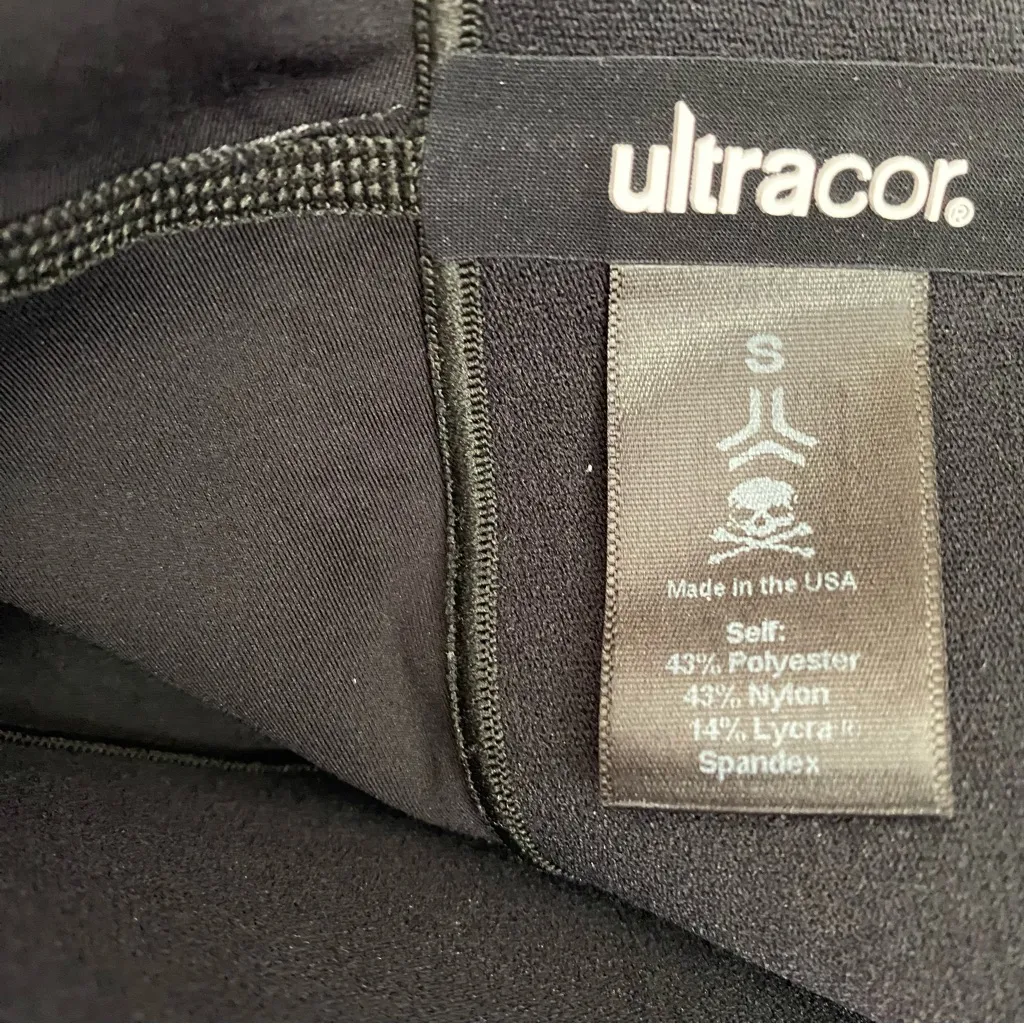 ultracor®
S
Made in the USA
Self:
43% Polyester
43% Nylon
14% Lycra(R)
Spandex